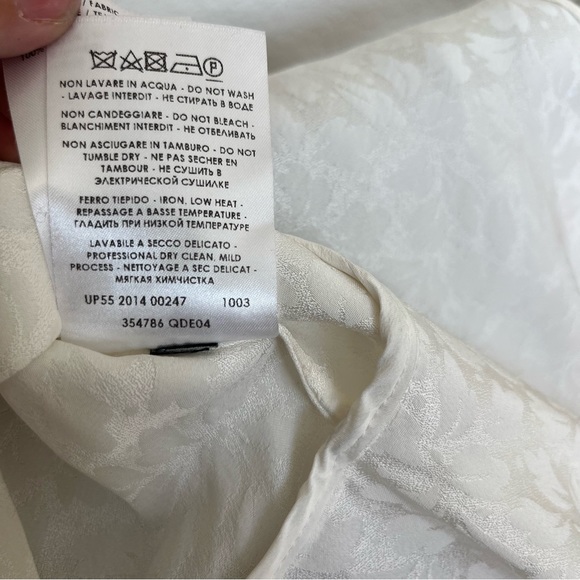 / FABRIC
P
NON LAVARE IN ACQUA - DO NOT WASH
- LAVAGE INTERDIT - НЕ СТИРАТЬ В ВОДЕ
NON CANDEGGIARE - DO NOT BLEACH -
BLANCHIMENT INTERDIT - НЕ ОТБЕЛИВАТЬ
NON ASCIUGARE IN TAMBURO - DO NOT
TUMBLE DRY - NE PAS SECHER EN
TAMBOUR - НЕ СУШИТЬ В
ЭЛЕКТРИЧЕСКОЙ СУШИЛКЕ
FERRO TIEPIDO - IRON, LOW HEAT -
REPASSAGE A BASSE TEMPERATURE -
ГЛАДИТЬ ПРИ НИЗКОЙ ТЕМПЕРАТУРЕ
LAVABILE A SECCO DELICATO -
PROFESSIONAL DRY CLEAN, MILD
PROCESS - NETTOYAGE A SEC DELICAT -
МЯГКАЯ ХИМЧИСТКА
UP55 2014 00247 1003
354786 QDE04